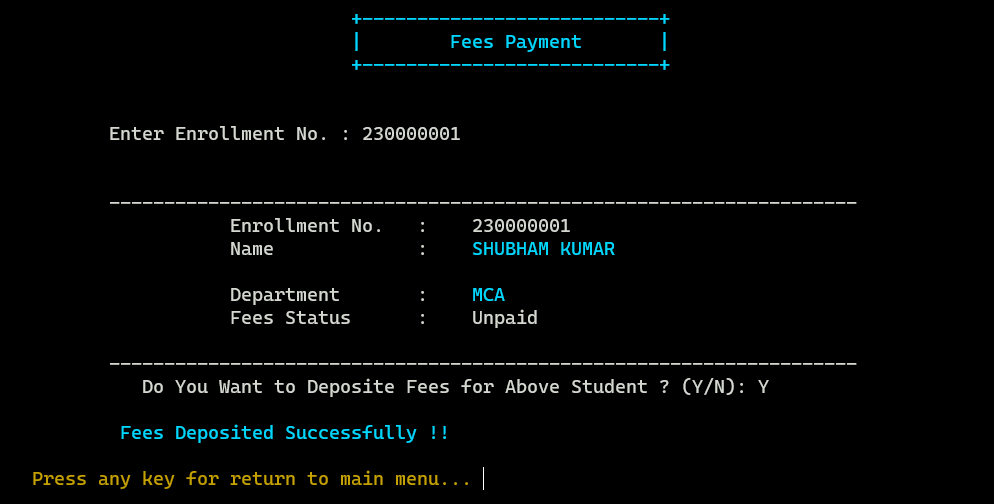 +---------------------------+
| Fees Payment |
+---------------------------+
Enter Enrollment No. : 230000001
--------------------------------------------------------------------
Enrollment No. : 230000001
Name : SHUBHAM KUMAR
Department : MCA
Fees Status : Unpaid
--------------------------------------------------------------------
Do You Want to Deposite Fees for Above Student ? (Y/N): Y
Fees Deposited Successfully !!
Press any key for return to main menu...